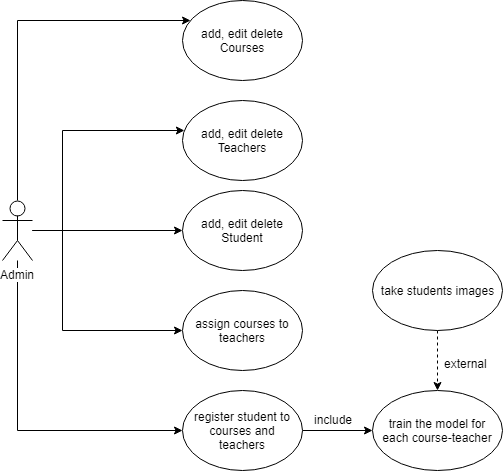 add, edit delete
Courses
add, edit delete
Teachers
add, edit delete
Student
Admin
take students images
assign courses to
teachers
external
register student to
courses and
teachers
include
train the model for
each course-teacher